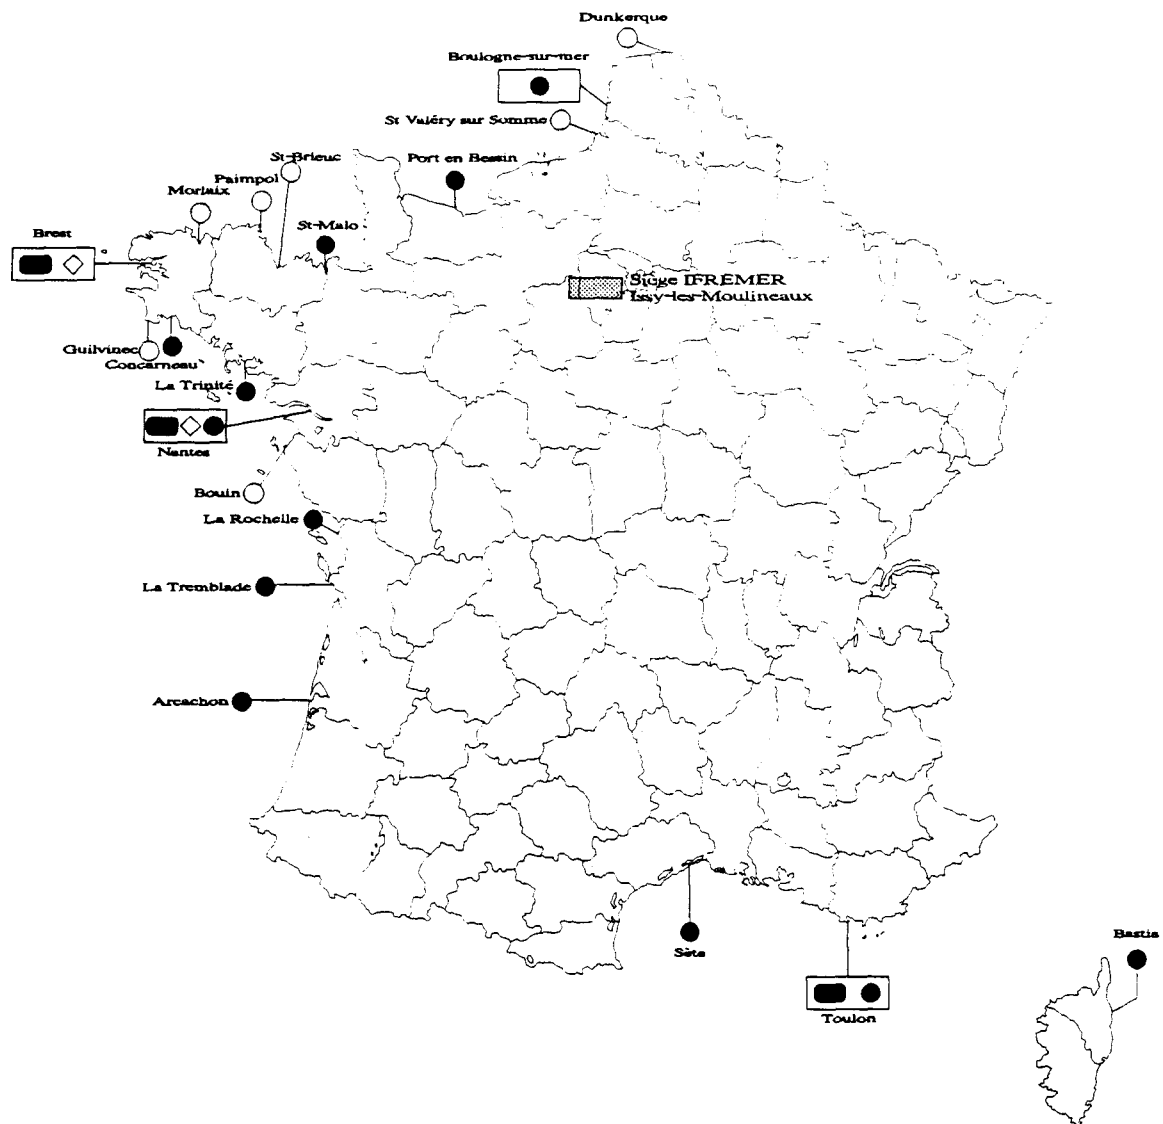 Dunkerque
Boulogne-sur-mer
St Valéry sur Somme
St-Brieuc
Port en Bessin
Paimpol
Morlaix
St-Malo
Brest
Siège IFREMER
Issy-les-Moulineaux
Guilvinec
Concarneau
La Trinité
Nantes
Bouin
La Rochelle
La Tremblade
Arcachon
Sète
Bastia
Toulon